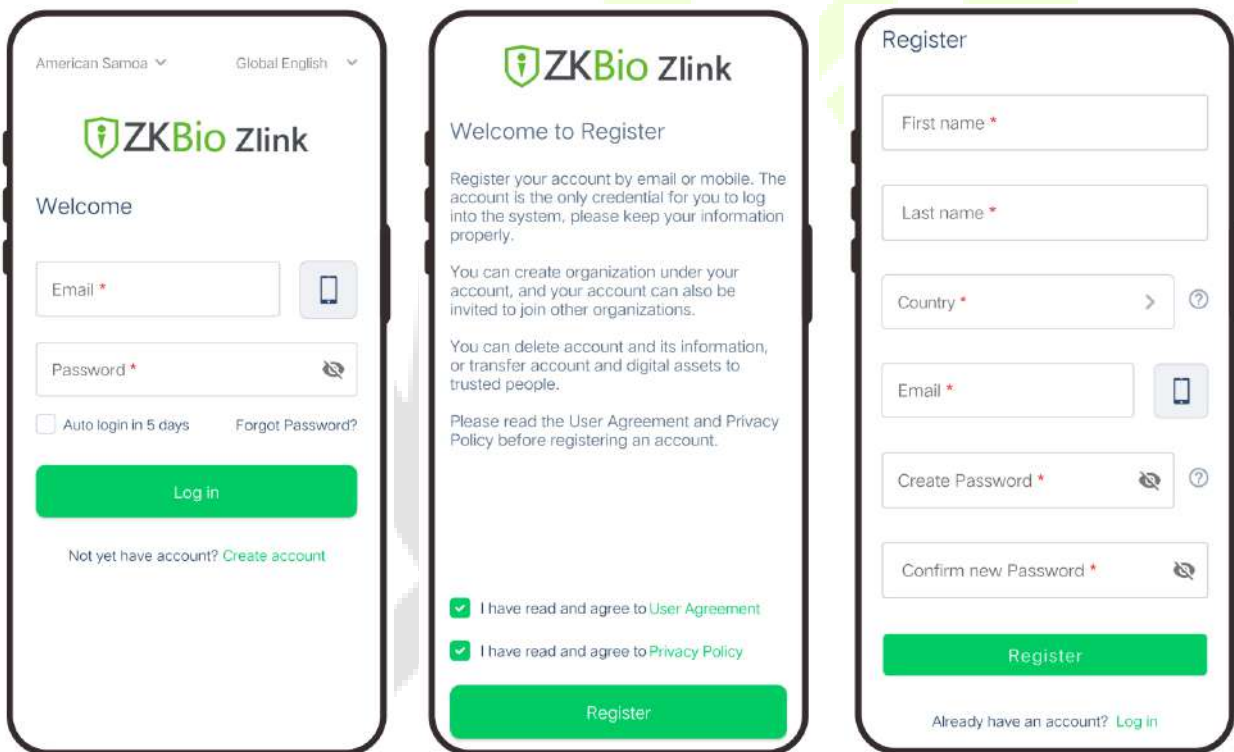 American Samoa Global English
ZKBio Zlink
Welcome
Email *
Password *
Auto login in 5 days Forgot Password?
Log in
Not yet have account? Create account
ZKBio Zlink
Welcome to Register
Register your account by email or mobile. The
account is the only credential for you to log
into the system, please keep your information
properly.
You can create organization under your
account, and your account can also be
invited to join other organizations.
You can delete account and its information,
or transfer account and digital assets to
trusted people.
Please read the User Agreement and Privacy
Policy before registering an account.
I have read and agree to User Agreement
I have read and agree to Privacy Policy
Register
Register
First name *
Last name *
Country *
Email *
Create Password *
Confirm new Password *
Register
Already have an account? Log in